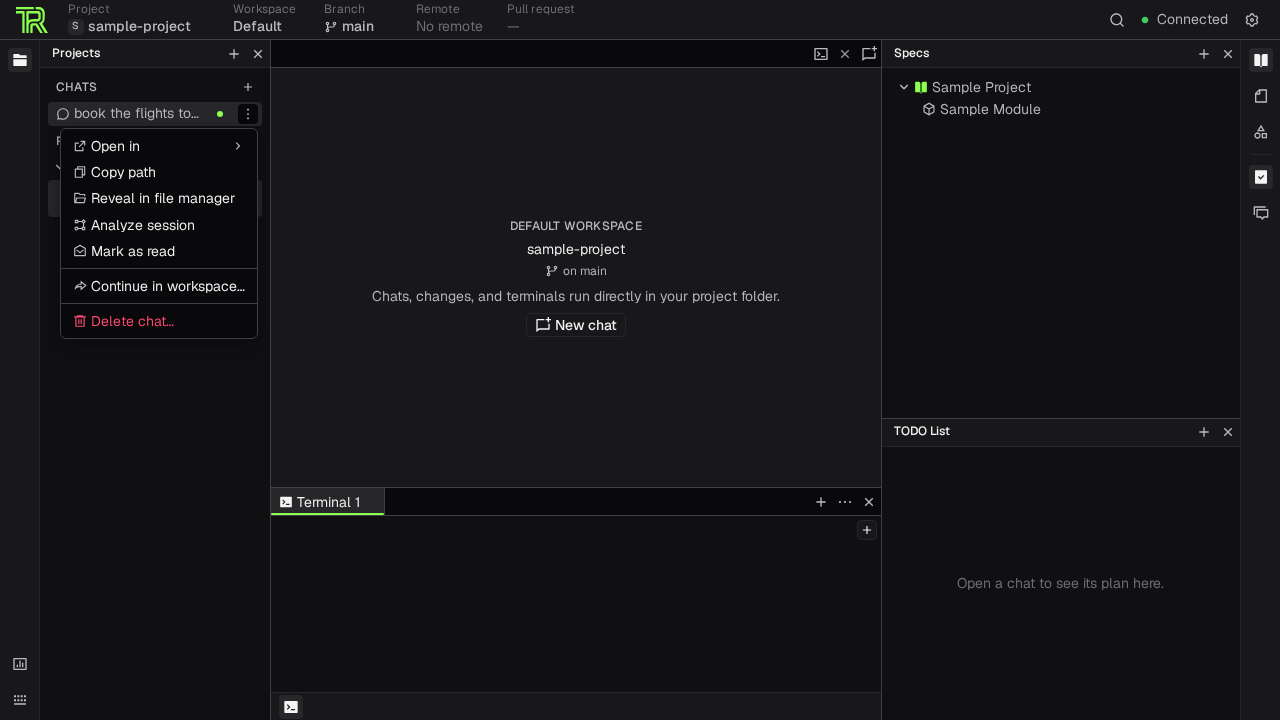 Project
S sample-project
Workspace
Default
Branch
main
Remote
No remote
Pull request
—
Connected
Projects
CHATS
book the flights to…
Open in
Copy path
Reveal in file manager
Analyze session
Mark as read
Continue in workspace…
Delete chat…
DEFAULT WORKSPACE
sample-project
on main
Chats, changes, and terminals run directly in your project folder.
New chat
Terminal 1
Specs
Sample Project
Sample Module
TODO List
Open a chat to see its plan here.